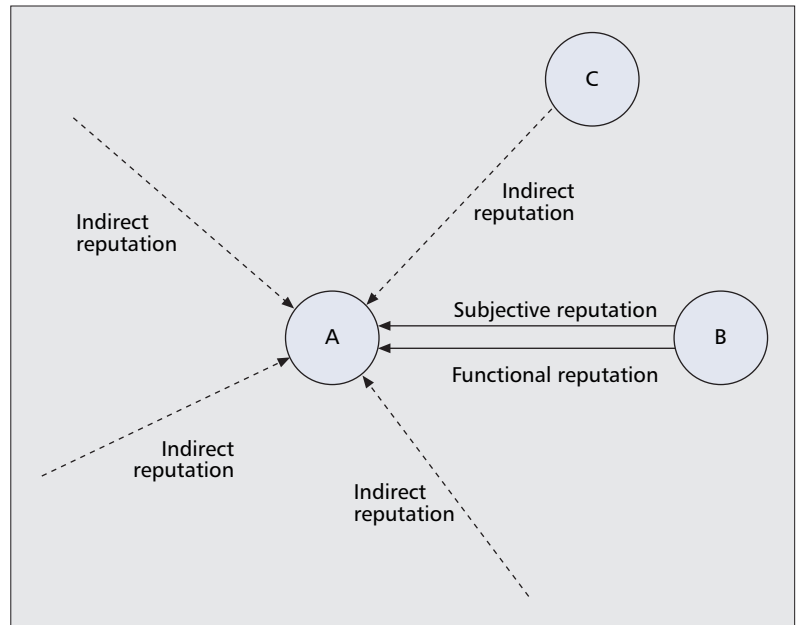 C
Indirect
reputation
Indirect
reputation
Subjective reputation
A
B
Functional reputation
Indirect
reputation
Indirect
reputation